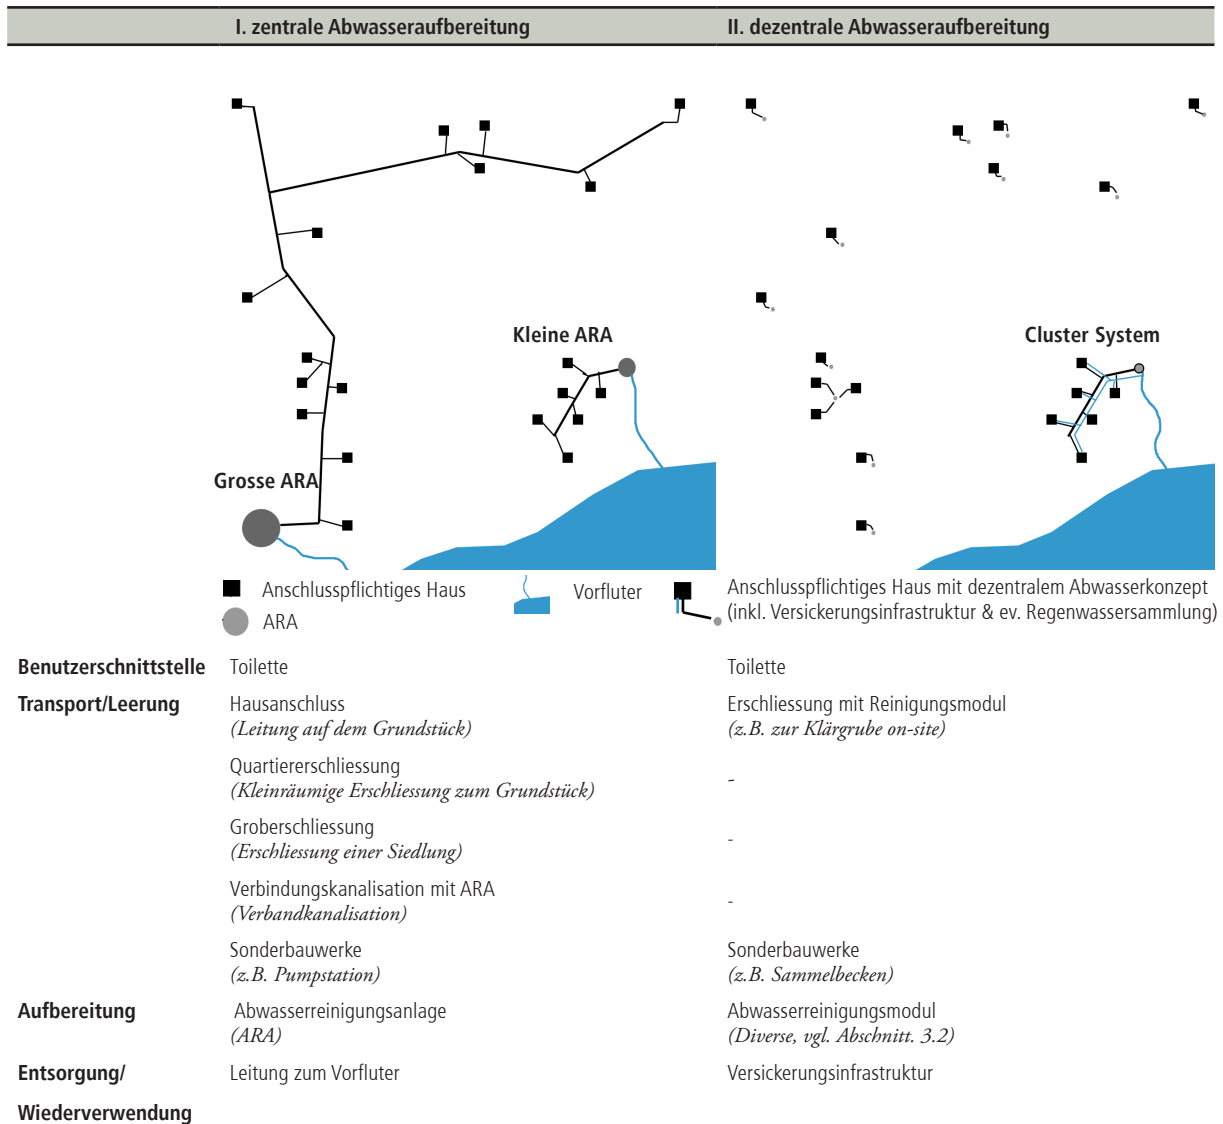 I. zentrale Abwasseraufbereitung
II. dezentrale Abwasseraufbereitung
Kleine ARA
Cluster System
Grosse ARA
Anschlusspflichtiges Haus
ARA
Vorfluter
Anschlusspflichtiges Haus mit dezentralem Abwasserkonzept
(inkl. Versickerungsinfrastruktur & ev. Regenwassersammlung)
Benutzerschnittstelle
Toilette
Toilette
Transport/Leerung
Hausanschluss
(Leitung auf dem Grundstück)
Erschliessung mit Reinigungsmodul
(z.B. zur Klärgrube on-site)
Quartiererschliessung
(Kleinräumige Erschliessung zum Grundstück)
-
Groberschliessung
(Erschliessung einer Siedlung)
-
Verbindungskanalisation mit ARA
(Verbandkanalisation)
-
Sonderbauwerke
(z.B. Pumpstation)
Sonderbauwerke
(z.B. Sammelbecken)
Aufbereitung
Abwasserreinigungsanlage
(ARA)
Abwasserreinigungsmodul
(Diverse, vgl. Abschnitt. 3.2)
Entsorgung/
Wiederverwendung
Leitung zum Vorfluter
Versickerungsinfrastruktur